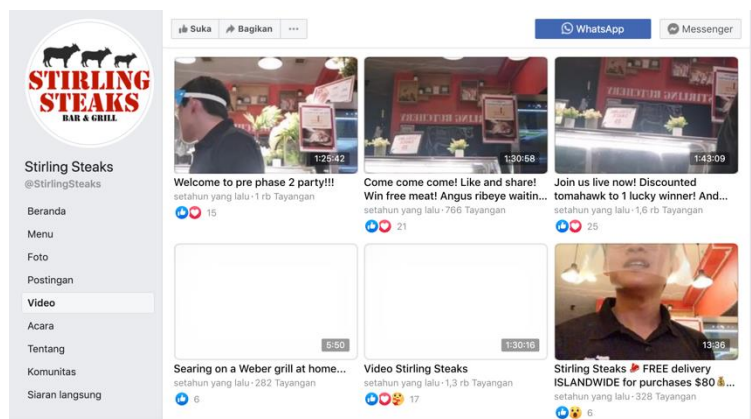 STIRLING
STEAKS
BAR & GRILL
Stirling Steaks
@StirlingSteaks
Beranda
Menu
Foto
Postingan
Video
Acara
Tentang
Komunitas
Siaran langsung
Suka
Bagikan
WhatsApp
Messenger
1:25:42
Welcome to pre phase 2 party!!!
setahun yang lalu · 1 rb Tayangan
15
1:30:58
Come come come! Like and share!
Win free meat! Angus ribeye waitin...
setahun yang lalu · 766 Tayangan
21
1:43:09
Join us live now! Discounted
tomahawk to 1 lucky winner! And...
setahun yang lalu · 1,6 rb Tayangan
25
5:50
Searing on a Weber grill at home...
setahun yang lalu · 282 Tayangan
6
1:30:16
Video Stirling Steaks
setahun yang lalu · 1,3 rb Tayangan
17
13:36
Stirling Steaks FREE delivery
ISLANDWIDE for purchases $80 ...
setahun yang lalu · 328 Tayangan
6